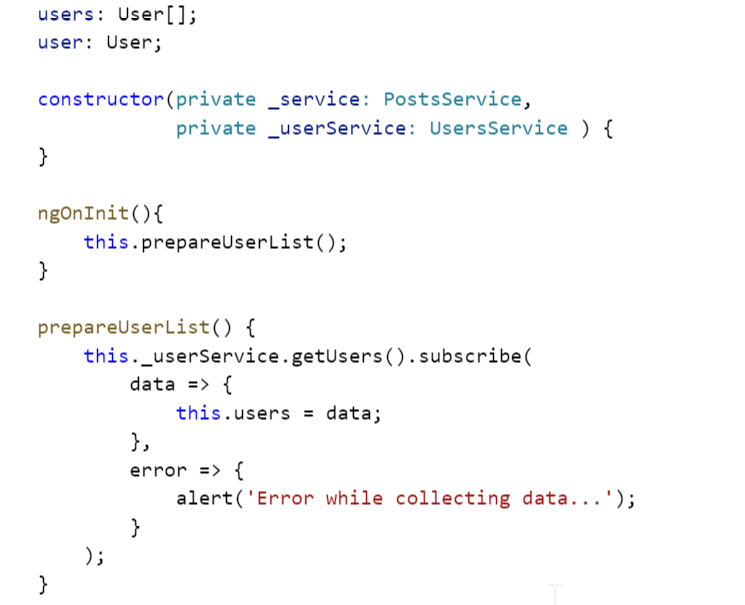 users: User[];
user: User;
constructor(private _service: PostsService,
private _userService: UsersService ) {
}
ngOnInit(){
this.prepareUserList();
}
prepareUserList() {
this._userService.getUsers().subscribe(
data => {
this.users = data;
},
error => {
alert('Error while collecting data...');
}
);
}